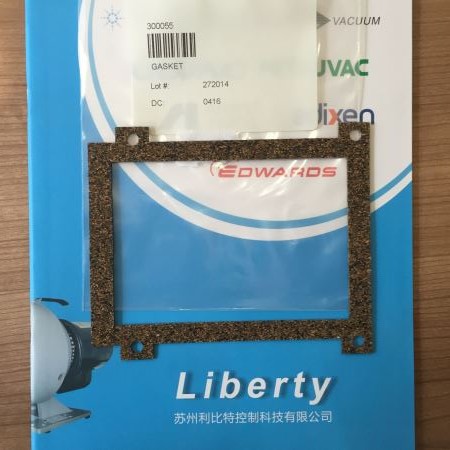 300055
VACUUM
GASKET
UVAC
Lot #: 272014
DC: 0416
dixen
EDWARDS
Liberty
苏州利比特控制科技有限公司